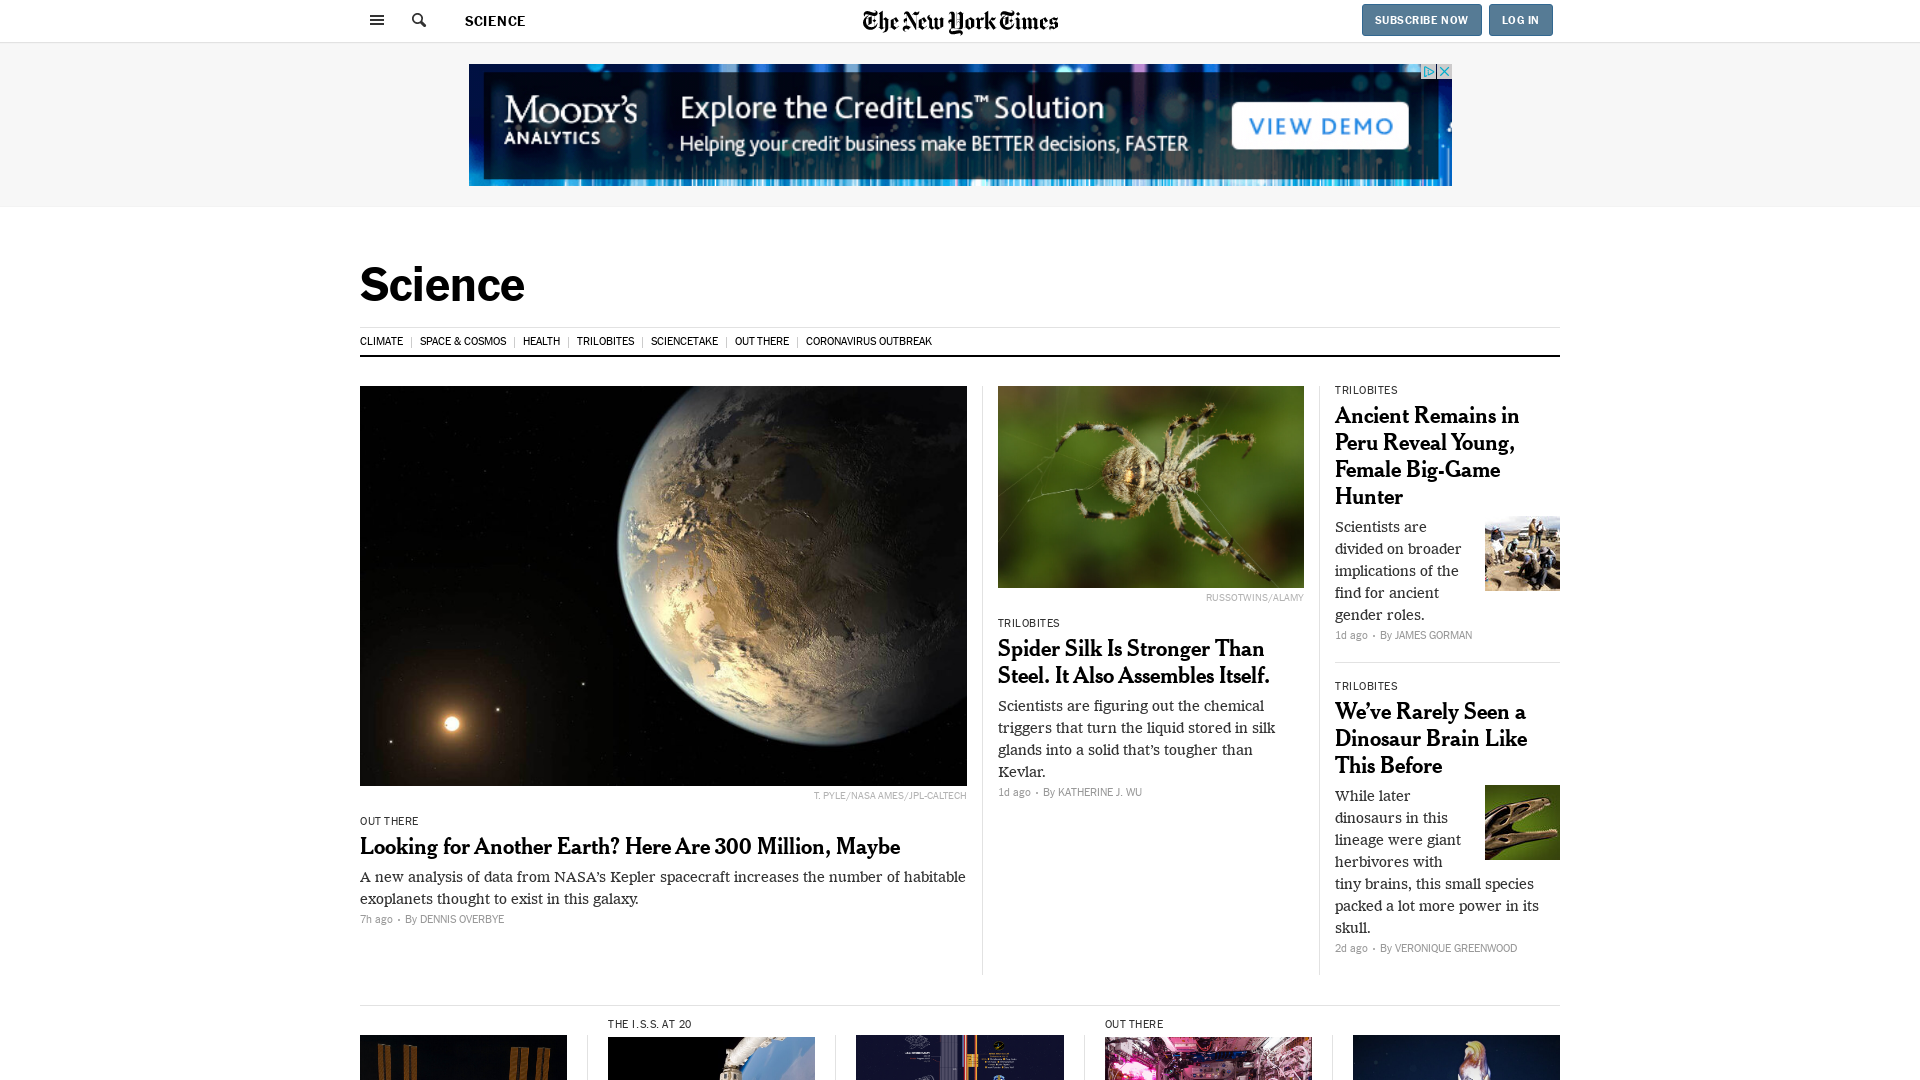 SCIENCE
The New York Times
SUBSCRIBE NOW
LOG IN
MOODY'S
ANALYTICS
Explore the CreditLens™ Solution
Helping your credit business make BETTER decisions, FASTER
VIEW DEMO
Science
CLIMATE
SPACE & COSMOS
HEALTH
TRILOBITES
SCIENCETAKE
OUT THERE
CORONAVIRUS OUTBREAK
T. PYLE/NASA AMES/JPL-CALTECH
OUT THERE
Looking for Another Earth? Here Are 300 Million, Maybe
A new analysis of data from NASA’s Kepler spacecraft increases the number of habitable
exoplanets thought to exist in this galaxy.
7h ago • By DENNIS OVERBYE
RUSSOTWINS/ALAMY
TRILOBITES
Spider Silk Is Stronger Than
Steel. It Also Assembles Itself.
Scientists are figuring out the chemical
triggers that turn the liquid stored in silk
glands into a solid that’s tougher than
Kevlar.
1d ago • By KATHERINE J. WU
TRILOBITES
Ancient Remains in
Peru Reveal Young,
Female Big-Game
Hunter
Scientists are
divided on broader
implications of the
find for ancient
gender roles.
1d ago • By JAMES GORMAN
TRILOBITES
We’ve Rarely Seen a
Dinosaur Brain Like
This Before
While later
dinosaurs in this
lineage were giant
herbivores with
tiny brains, this small species
packed a lot more power in its
skull.
2d ago • By VERONIQUE GREENWOOD
THE I.S.S. AT 20
OUT THERE